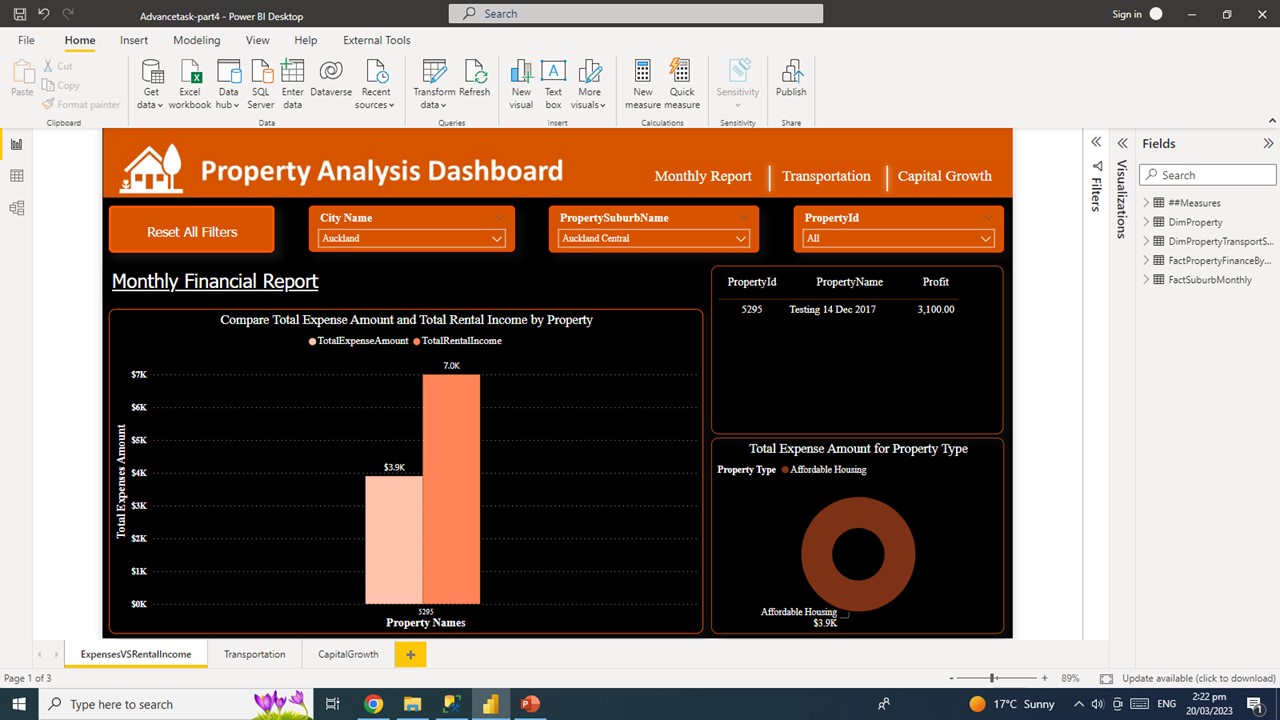 Advancetask-part4 - Power BI Desktop
Search
Sign in
File Home Insert Modeling View Help External Tools
Paste
Cut
Copy
Format painter
Clipboard
Get data
Excel workbook
Data hub
SQL Server
Enter data
Dataverse
Recent sources
Data
Transform data
Refresh
Queries
New visual
Text box
More visuals
Insert
New measure
Quick measure
Calculations
Sensitivity
Sensitivity
Publish
Share
Property Analysis Dashboard
Monthly Report
Transportation
Capital Growth
Reset All Filters
City Name
Auckland
PropertySuburbName
Auckland Central
PropertyId
All
Monthly Financial Report
Compare Total Expense Amount and Total Rental Income by Property
TotalExpenseAmount TotalRentalIncome
Total Expenses Amount
$7K
$6K
$5K
$4K
$3K
$2K
$1K
$0K
7.0K
$3.9K
5295
Property Names
PropertyId PropertyName Profit
5295 Testing 14 Dec 2017 3,100.00
Total Expense Amount for Property Type
Property Type Affordable Housing
Affordable Housing
$3.9K
Filters
Visualizations
Fields
Search
##Measures
DimProperty
DimPropertyTransportS...
FactPropertyFinanceBy...
FactSuburbMonthly
ExpensesVSRentalIncome
Transportation
CapitalGrowth
+
Page 1 of 3
- + 89%
Update available (click to download)
Type here to search
17°C Sunny
ENG
2:22 pm
20/03/2023
1